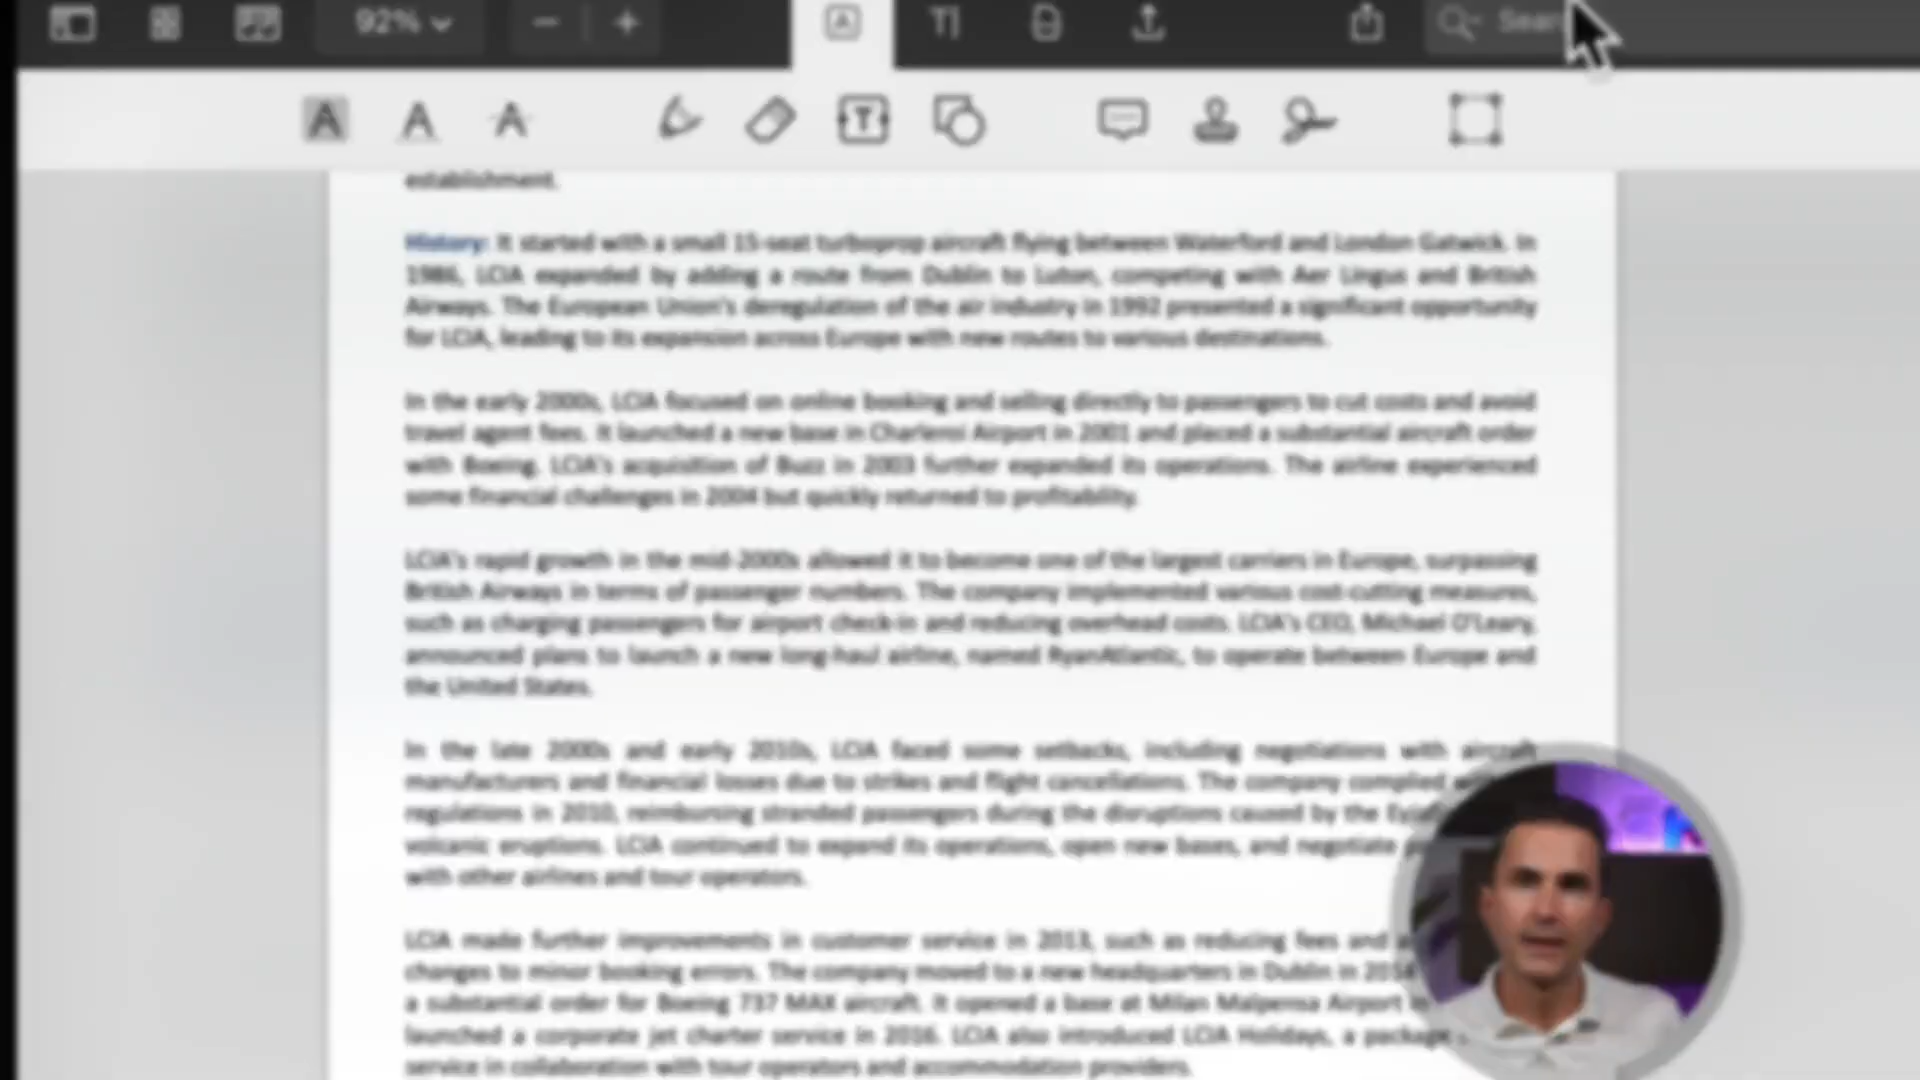 92%
establishment.
History: It started with a small 15-seat turboprop aircraft flying between Waterford and London Gatwick. In
1986, LCIA expanded by adding a route from Dublin to Luton, competing with Aer Lingus and British
Airways. The European Union's deregulation of the air industry in 1992 presented a significant opportunity
for LCIA, leading to its expansion across Europe with new routes to various destinations.
In the early 2000s, LCIA focused on online booking and selling directly to passengers to cut costs and avoid
travel agent fees. It launched a new base in Charleroi Airport in 2001 and placed a substantial aircraft order
with Boeing. LCIA's acquisition of Buzz in 2003 further expanded its operations. The airline experienced
some financial challenges in 2004 but quickly returned to profitability.
LCIA's rapid growth in the mid-2000s allowed it to become one of the largest carriers in Europe, surpassing
British Airways in terms of passenger numbers. The company implemented various cost-cutting measures,
such as charging passengers for airport check-in and reducing overhead costs. LCIA's CEO, Michael O'Leary,
announced plans to launch a new long-haul airline, named RyanAtlantic, to operate between Europe and
the United States.
In the late 2000s and early 2010s, LCIA faced some setbacks, including negotiations with aircraft
manufacturers and financial losses due to strikes and flight cancellations. The company complied
regulations in 2010, reimbursing stranded passengers during the disruptions caused by the
volcanic eruptions. LCIA continued to expand its operations, open new bases, and negotiate
with other airlines and tour operators.
LCIA made further improvements in customer service in 2013, such as reducing fees and
changes to minor booking errors. The company moved to a new headquarters in Dublin in 2014
a substantial order for Boeing 737 MAX aircraft. It opened a base at Milan Malpensa Airport
launched a corporate jet charter service in 2016. LCIA also introduced LCIA Holidays, a package
service in collaboration with tour operators and accommodation providers.